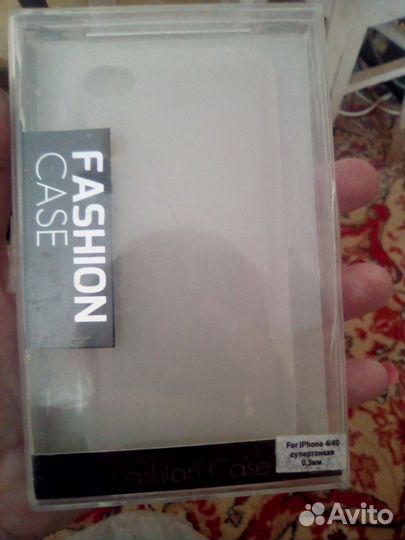 FASHION
CASE
For iPhone 4/4S
супертонкая
0,3мм
Fashion Case
Avito